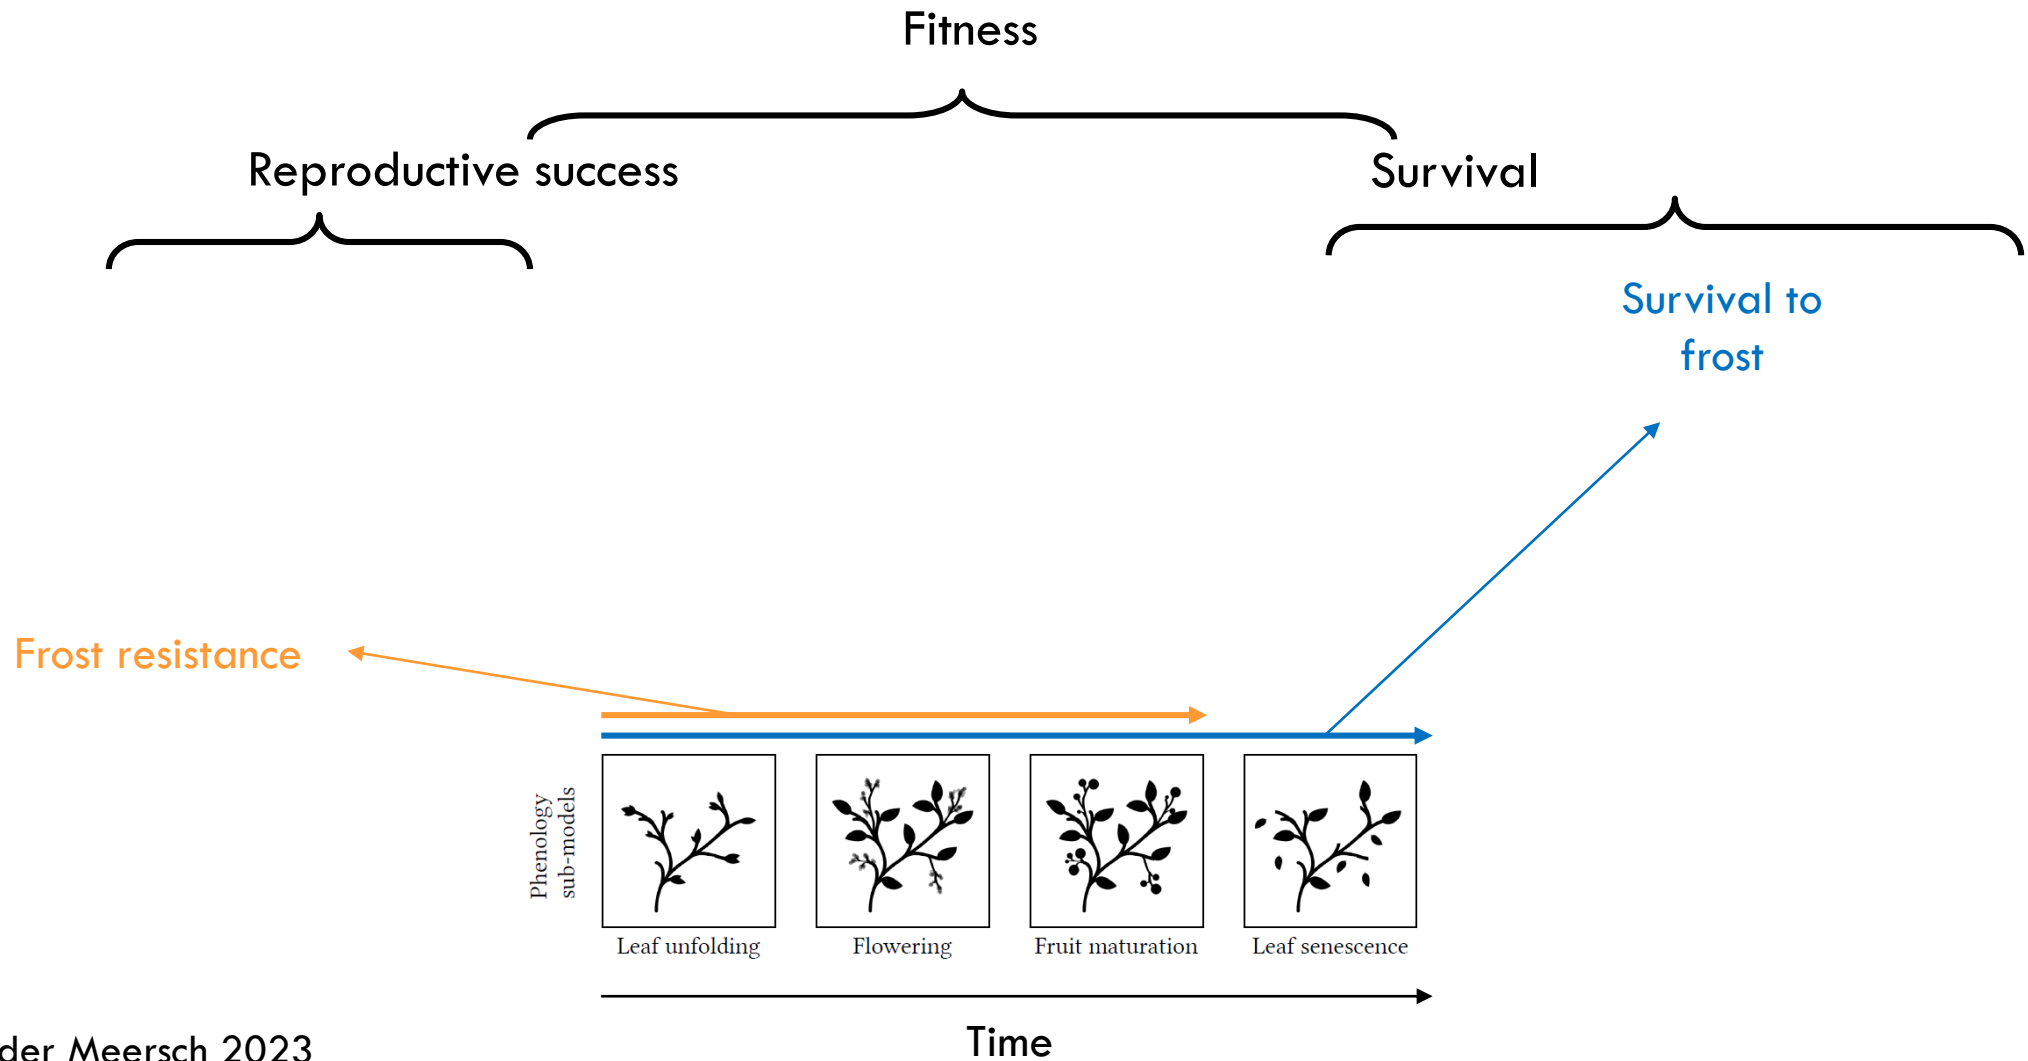 Fitness
Reproductive success
Survival
Survival to
frost
Frost resistance
Phenology
sub-models
Leaf unfolding
Flowering
Fruit maturation
Leaf senescence
Time
der Meersch 2023